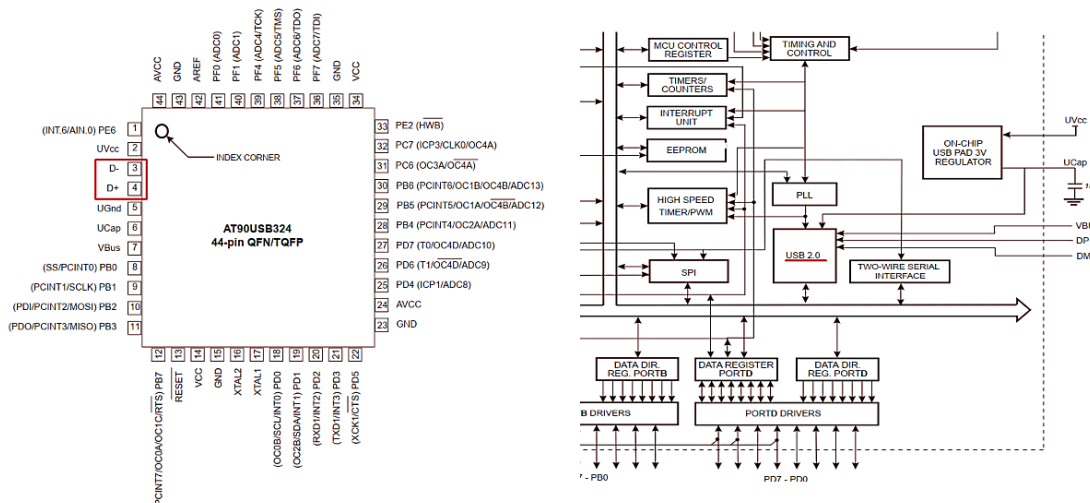 44 AVCC
43 GND
42 AREF
41 PF0 (ADC0)
40 PF1 (ADC1)
39 PF4 (ADC4/TCK)
38 PF5 (ADC5/TMS)
37 PF6 (ADC6/TDO)
36 PF7 (ADC7/TDI)
35 GND
34 VCC
(INT.6/AIN.0) PE6 1
UVcc 2
D- 3
D+ 4
UGnd 5
UCap 6
VBus 7
(SS/PCINT0) PB0 8
(PCINT1/SCLK) PB1 9
(PDI/PCINT2/MOSI) PB2 10
(PDO/PCINT3/MISO) PB3 11
INDEX CORNER
AT90USB324
44-pin QFN/TQFP
33 PE2 (HWB)
32 PC7 (ICP3/CLK0/OC4A)
31 PC6 (OC3A/OC4A)
30 PB6 (PCINT6/OC1B/OC4B/ADC13)
29 PB5 (PCINT5/OC1A/OC4B/ADC12)
28 PB4 (PCINT4/OC2A/ADC11)
27 PD7 (T0/OC4D/ADC10)
26 PD6 (T1/OC4D/ADC9)
25 PD4 (ICP1/ADC8)
24 AVCC
23 GND
12 PCINT7/OC0A/OC1C/RTS) PB7
13 RESET
14 VCC
15 GND
16 XTAL2
17 XTAL1
18 (OC0B/SCL/INT0) PD0
19 (OC2B/SDA/INT1) PD1
20 (RXD1/INT2) PD2
21 (TXD1/INT3) PD3
22 (XCK1/CTS) PD5
MCU CONTROL
REGISTER
TIMING AND
CONTROL
TIMERS/
COUNTERS
INTERRUPT
UNIT
EEPROM
HIGH SPEED
TIMER/PWM
PLL
USB 2.0
SPI
TWO-WIRE SERIAL
INTERFACE
ON-CHIP
USB PAD 3V
REGULATOR
UVcc
UCap
VBU
DP
DM
DATA DIR.
REG. PORTB
DATA REGISTER
PORTD
DATA DIR.
REG. PORTD
B DRIVERS
PORTD DRIVERS
7 - PB0
PD7 - PD0